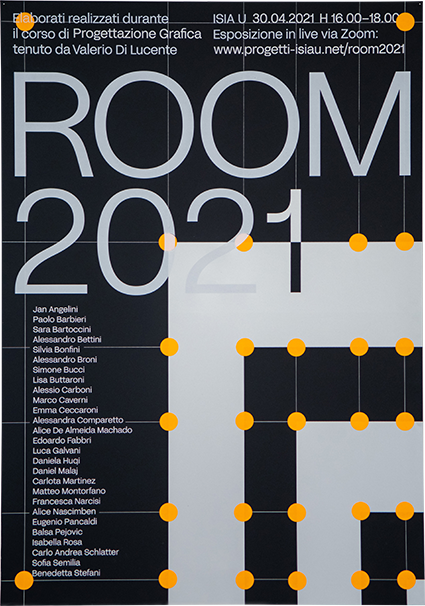 Elaborati realizzati durante
il corso di Progettazione Grafica
tenuto da Valerio Di Lucente
ISIA U 30.04.2021 H 16.00–18.00
Esposizione in live via Zoom:
www.progetti-isiau.net/room2021
ROOM
2021
Jan Angelini
Paolo Barbieri
Sara Bartoccini
Alessandro Bettini
Silvia Bonfini
Alessandro Broni
Simone Bucci
Lisa Buttaroni
Alessio Carboni
Marco Caverni
Emma Ceccaroni
Alessandra Comparetto
Alice De Almeida Machado
Edoardo Fabbri
Luca Galvani
Daniela Huqi
Daniel Malaj
Carlota Martinez
Matteo Montorfano
Francesca Narcisi
Alice Nascimben
Eugenio Pancaldi
Balsa Pejovic
Isabella Rosa
Carlo Andrea Schlatter
Sofia Semilia
Benedetta Stefani